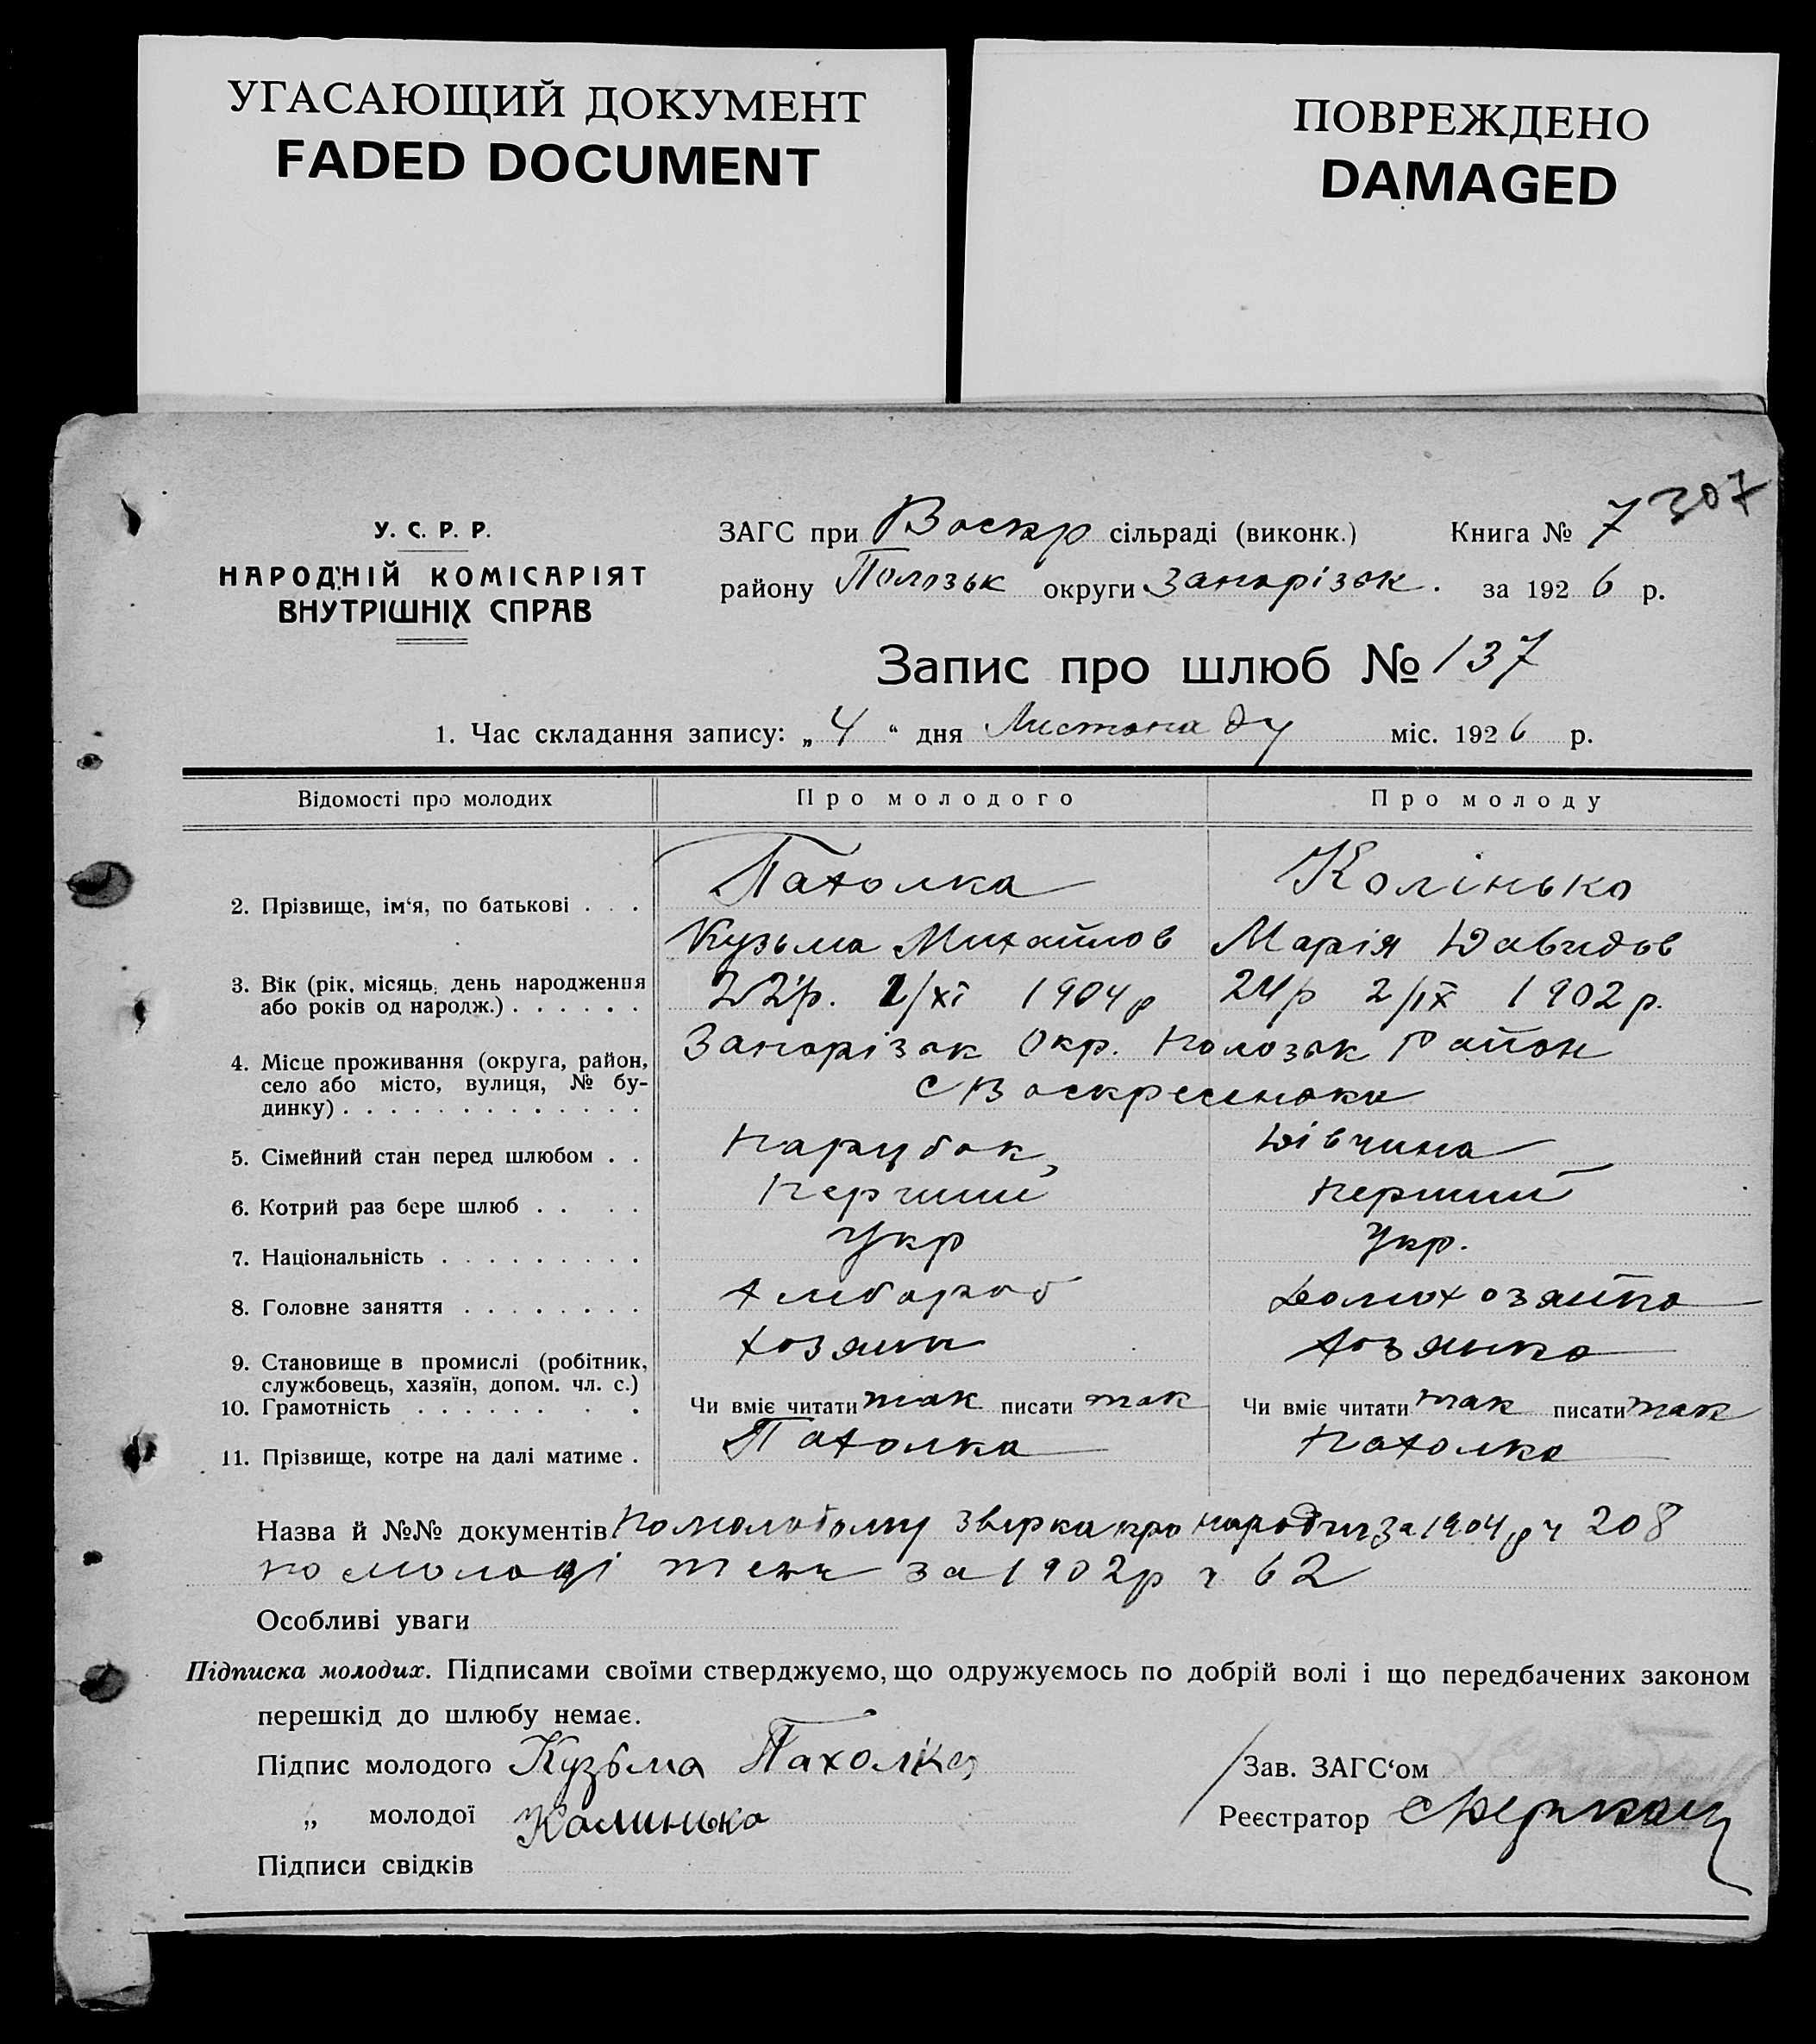 УГАСАЮЩИЙ ДОКУМЕНТ
FADED DOCUMENT
ПОВРЕЖДЕНО
DAMAGED
307
У. С. Р. Р.
НАРОДНІЙ КОМІСАРІЯТ
ВНУТРІШНІХ СПРАВ
ЗАГС при Воскр сільраді (виконк.) Книга № 7
району Полозьк округи Запорізьк. за 1926 р.
Запис про шлюб № 137
1. Час складання запису: „4“ дня Листопаду міс. 1926 р.
Відомості про молодих Про молодого Про молоду
2. Прізвище, ім‘я, по батькові . . . Пахолка Колінько
Кузьма Михайлов Марія Давидов
3. Вік (рік, місяць, день народження 22р. 1/XI 1904р 24р 2/IX 1902р.
або років од народж.) . . . . . .
4. Місце проживання (округа, район, Запорізьк Окр. Полозьк Район
село або місто, вулиця, № бу- С Воскресенока
динку) . . . . . . . . . . . . .
5. Сімейний стан перед шлюбом . . Парубок, Дівчина
6. Котрий раз бере шлюб . . . . Перший Перший
7. Національність . . . . . . . . . Укр Укр.
8. Головне заняття . . . . . . . . Хлібороб Домохозяйка
9. Становище в промислі (робітник, хозяин хозяйка
службовець, хазяїн, допом. чл. с.)
10. Грамотність . . . . . . . . Чи вміє читати так писати так Чи вміє читати так писати так
11. Прізвище, котре на далі матиме . Пахолка Пахолка
Назва й №№ документів По молодому звірка про народжен за 1904 р ч 208
по молоді теж за 1902р ч 62
Особливі уваги
Підписка молодих. Підписами своїми стверджуємо, що одружуємось по добрій волі і що передбачених законом
перешкід до шлюбу немає.
Підпис молодого Кузьма Пахолка
„ молодої Калинько
Підписи свідків
Зав. ЗАГС‘ом
Реєстратор